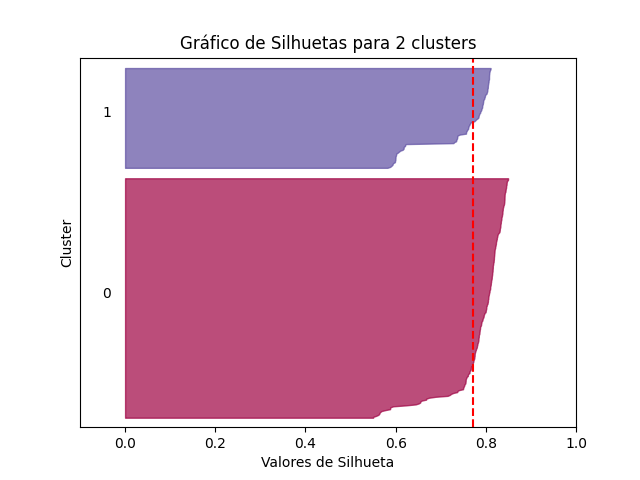 Gráfico de Silhuetas para 2 clusters
1
0
Cluster
0.0 0.2 0.4 0.6 0.8 1.0
Valores de Silhueta